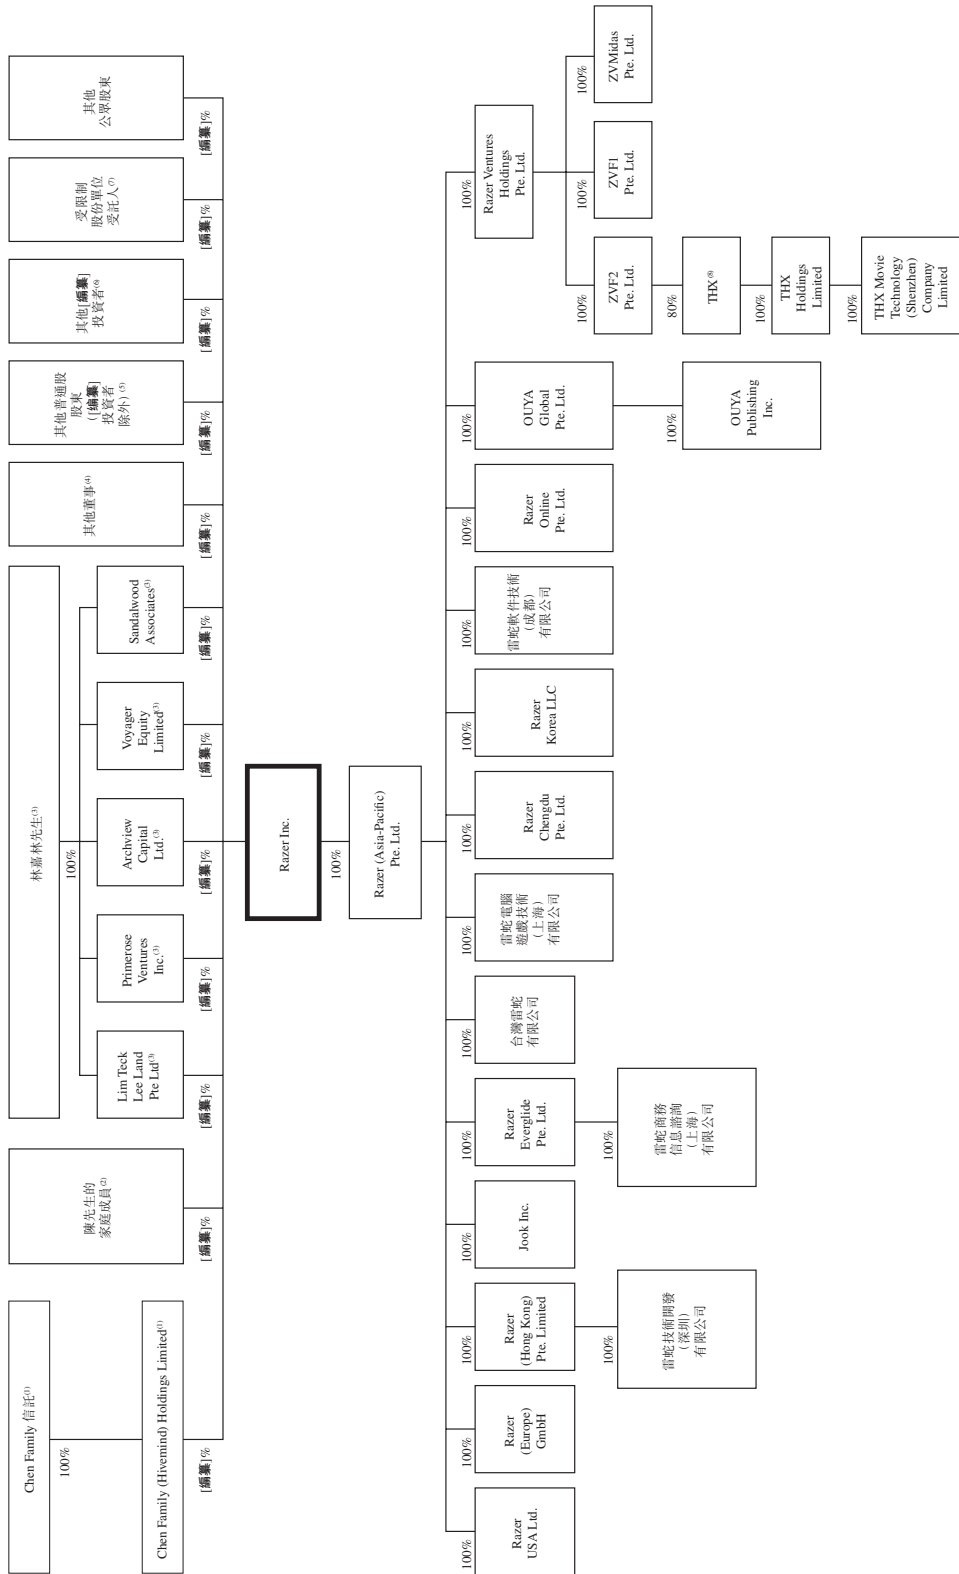 Chen Family 信託(1)
100%
Chen Family (Hivemind) Holdings Limited(1)
[編纂]%
陳先生的
家庭成員(2)
[編纂]%
林嘉林先生(3)
100%
Lim Teck
Lee Land
Pte Ltd(3)
[編纂]%
Primerose
Ventures
Inc.(3)
[編纂]%
Archview
Capital
Ltd.(3)
[編纂]%
Voyager
Equity
Limited(3)
[編纂]%
Sandalwood
Associates(3)
[編纂]%
其他董事(4)
[編纂]%
其他普通股
股東
([編纂]
投資者
除外)(5)
[編纂]%
其他[編纂]
投資者(6)
[編纂]%
受限制
股份單位
受託人(7)
[編纂]%
其他
公眾股東
[編纂]%
Razer Inc.
100%
Razer (Asia-Pacific)
Pte. Ltd.
100%
Razer
USA Ltd.
100%
Razer
(Europe)
GmbH
100%
Razer
(Hong Kong)
Pte. Limited
100%
雷蛇技術開發
(深圳)
有限公司
100%
Jook Inc.
100%
Razer
Everglide
Pte. Ltd.
100%
雷蛇商務
信息諮詢
(上海)
有限公司
100%
台灣雷蛇
有限公司
100%
雷蛇電腦
遊戲技術
(上海)
有限公司
100%
Razer
Chengdu
Pte. Ltd.
100%
Razer
Korea LLC
100%
雷蛇軟件技術
(成都)
有限公司
100%
Razer
Online
Pte. Ltd.
100%
OUYA
Global
Pte. Ltd.
100%
OUYA
Publishing
Inc.
100%
Razer Ventures
Holdings
Pte. Ltd.
100%
ZVF2
Pte. Ltd.
80%
THX(8)
100%
THX
Holdings
Limited
100%
THX Movie
Technology
(Shenzhen)
Company
Limited
100%
ZVF1
Pte. Ltd.
100%
ZVMidas
Pte. Ltd.